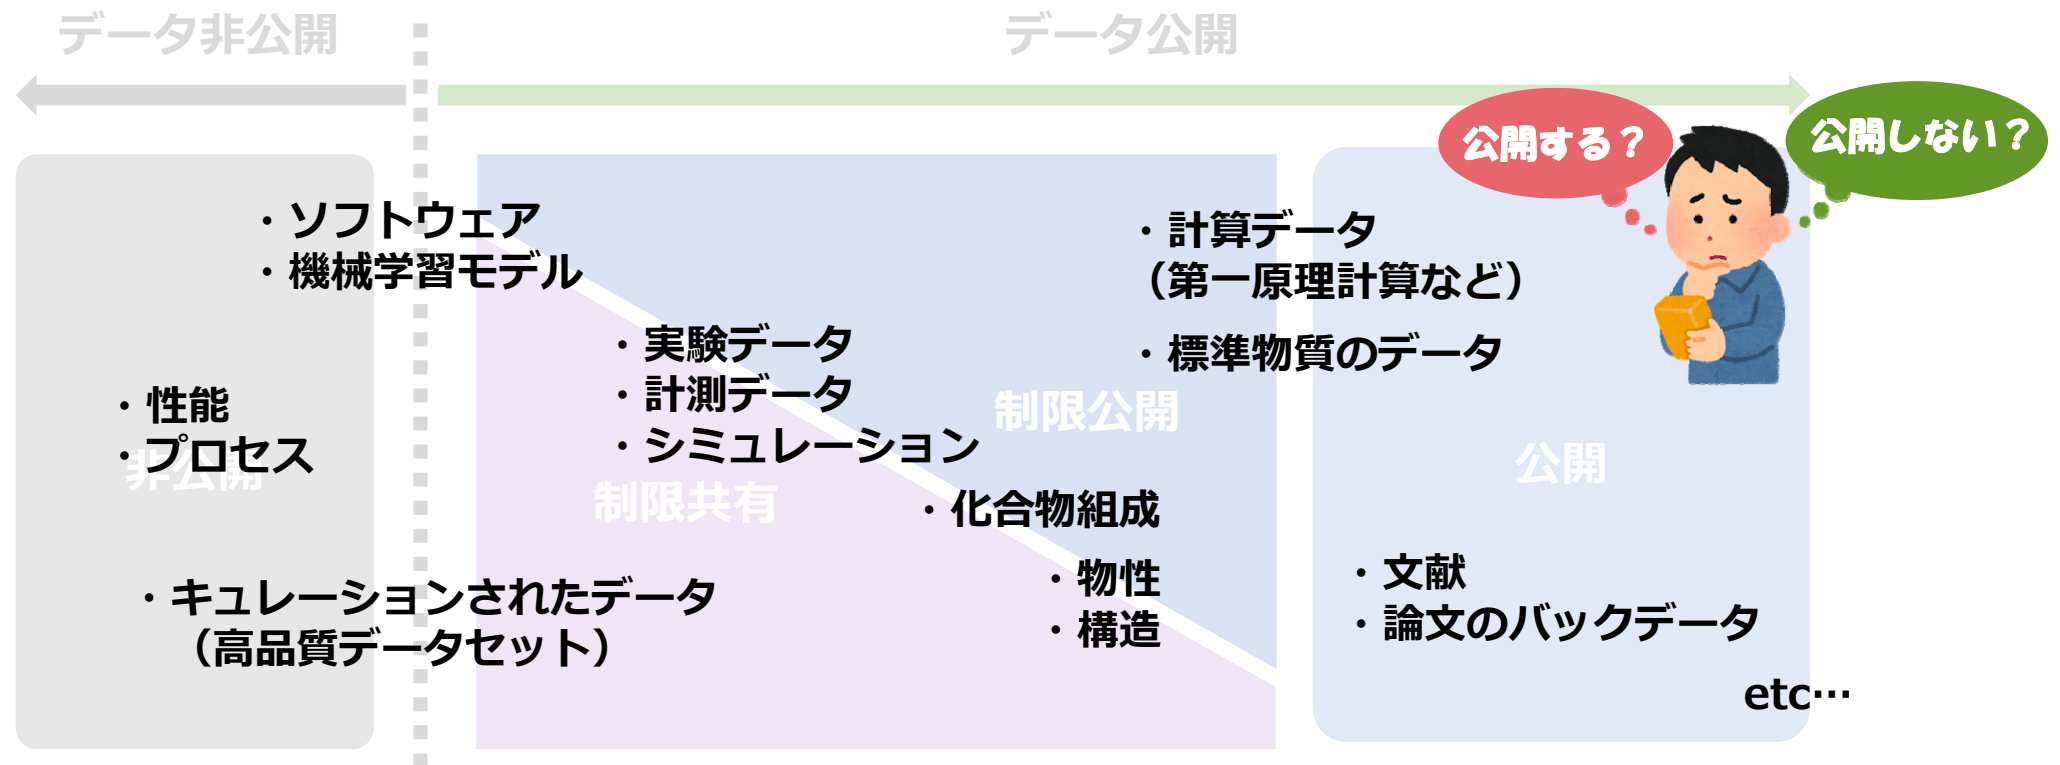 データ非公開
データ公開
公開する？
公開しない？
・ソフトウェア
・機械学習モデル
・計算データ
（第一原理計算など）
・標準物質のデータ
・実験データ
・計測データ
・シミュレーション
制限公開
・性能
・プロセス
非公開
公開
制限共有
・化合物組成
・物性
・構造
・キュレーションされたデータ
（高品質データセット）
・文献
・論文のバックデータ
etc…